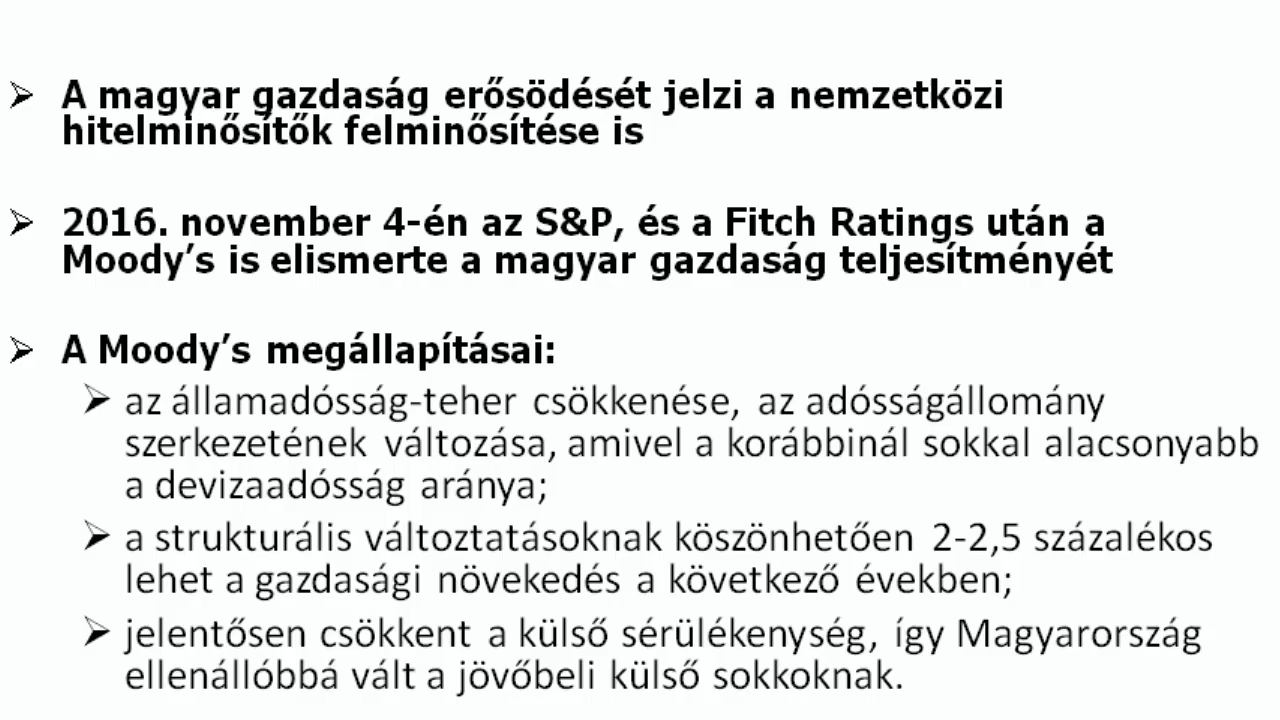 ➢ A magyar gazdaság erősödését jelzi a nemzetközi
hitelminősítők felminősítése is
➢ 2016. november 4-én az S&P, és a Fitch Ratings után a
Moody’s is elismerte a magyar gazdaság teljesítményét
➢ A Moody’s megállapításai:
➢ az államadósság-teher csökkenése, az adósságállomány
szerkezetének változása, amivel a korábbinál sokkal alacsonyabb
a devizaadósság aránya;
➢ a strukturális változtatásoknak köszönhetően 2-2,5 százalékos
lehet a gazdasági növekedés a következő években;
➢ jelentősen csökkent a külső sérülékenység, így Magyarország
ellenállóbbá vált a jövőbeli külső sokkoknak.